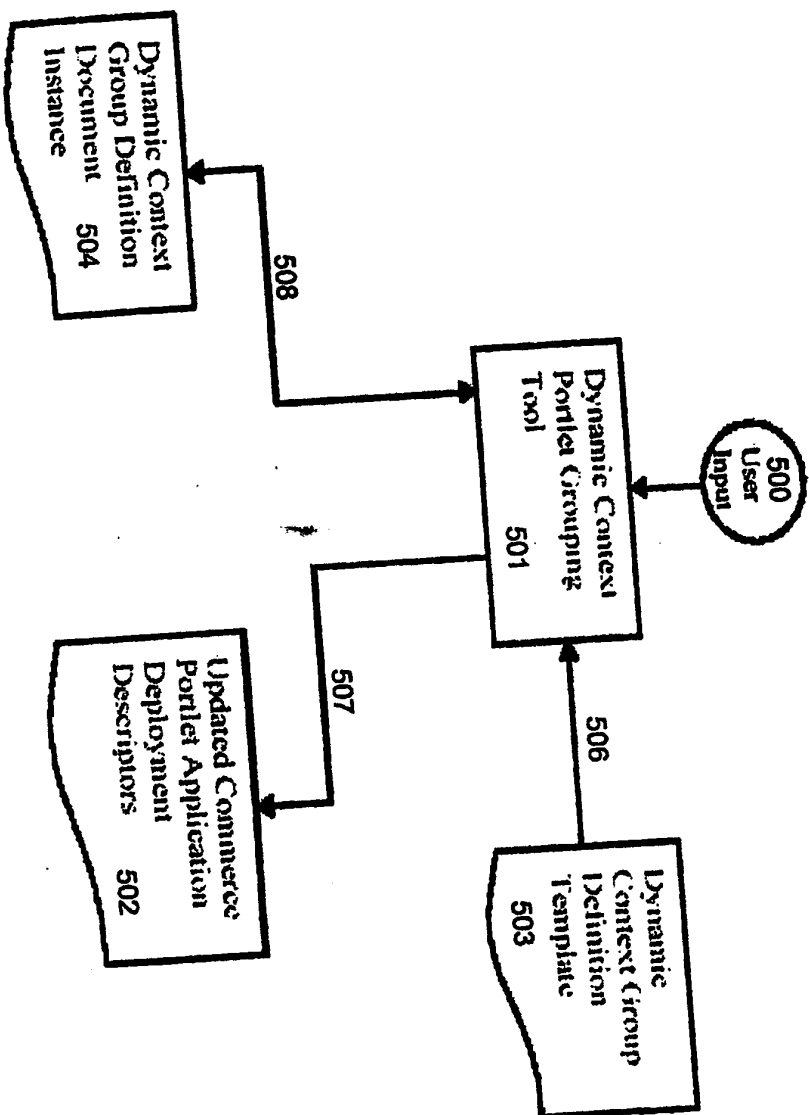 500
User
Input
Dynamic Context
Portlet Grouping
Tool
501
506
Dynamic
Context Group
Definition
Template
503
508
507
Dynamic Context
Group Definition
Document
Instance
504
Updated Commerce
Portlet Application
Deployment
Descriptors
502